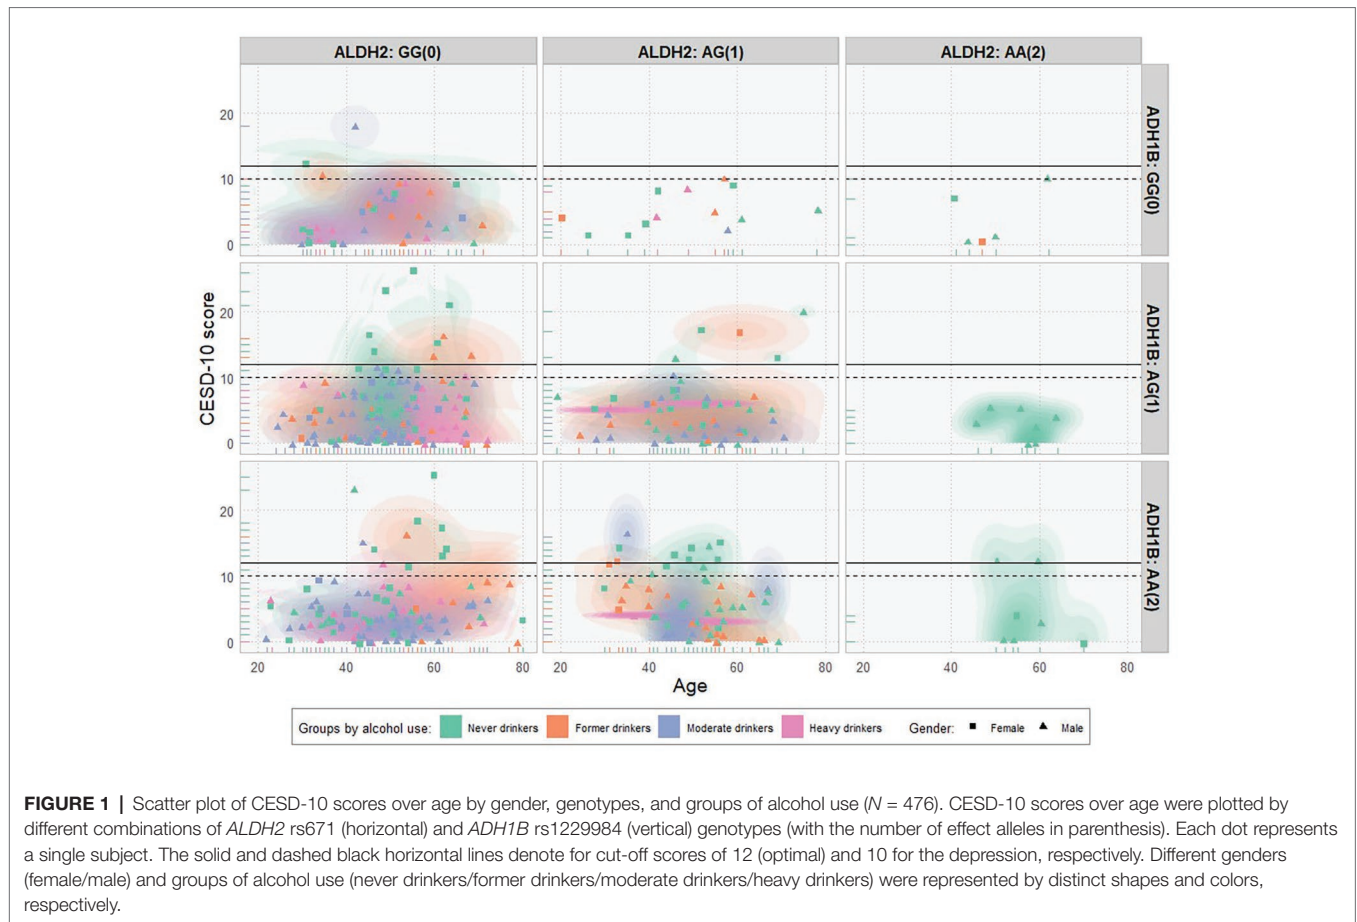 ALDH2: GG(0) ALDH2: AG(1) ALDH2: AA(2)
20
10
0
ADH1B: GG(0)
CESD-10 score
20
10
0
ADH1B: AG(1)
20
10
0
ADH1B: AA(2)
20 40 60 80 20 40 60 80 20 40 60 80
Age
Groups by alcohol use: Never drinkers Former drinkers Moderate drinkers Heavy drinkers Gender: Female Male
FIGURE 1 | Scatter plot of CESD-10 scores over age by gender, genotypes, and groups of alcohol use (N = 476). CESD-10 scores over age were plotted by
different combinations of ALDH2 rs671 (horizontal) and ADH1B rs1229984 (vertical) genotypes (with the number of effect alleles in parenthesis). Each dot represents
a single subject. The solid and dashed black horizontal lines denote for cut-off scores of 12 (optimal) and 10 for the depression, respectively. Different genders
(female/male) and groups of alcohol use (never drinkers/former drinkers/moderate drinkers/heavy drinkers) were represented by distinct shapes and colors,
respectively.